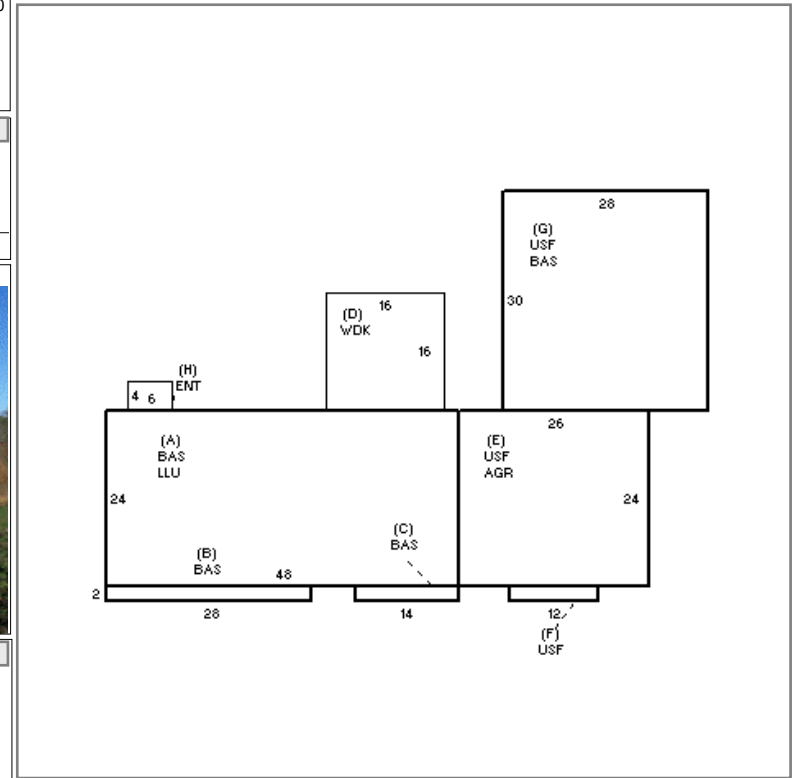 28
(G)
USF
BAS
30
16
(D)
WDK
16
(H)
ENT
4 6
26
(A)
BAS
LLU
(E)
USF
AGR
24
24
(C)
BAS
(B)
BAS
48
2
28
14
12
(F)
USF